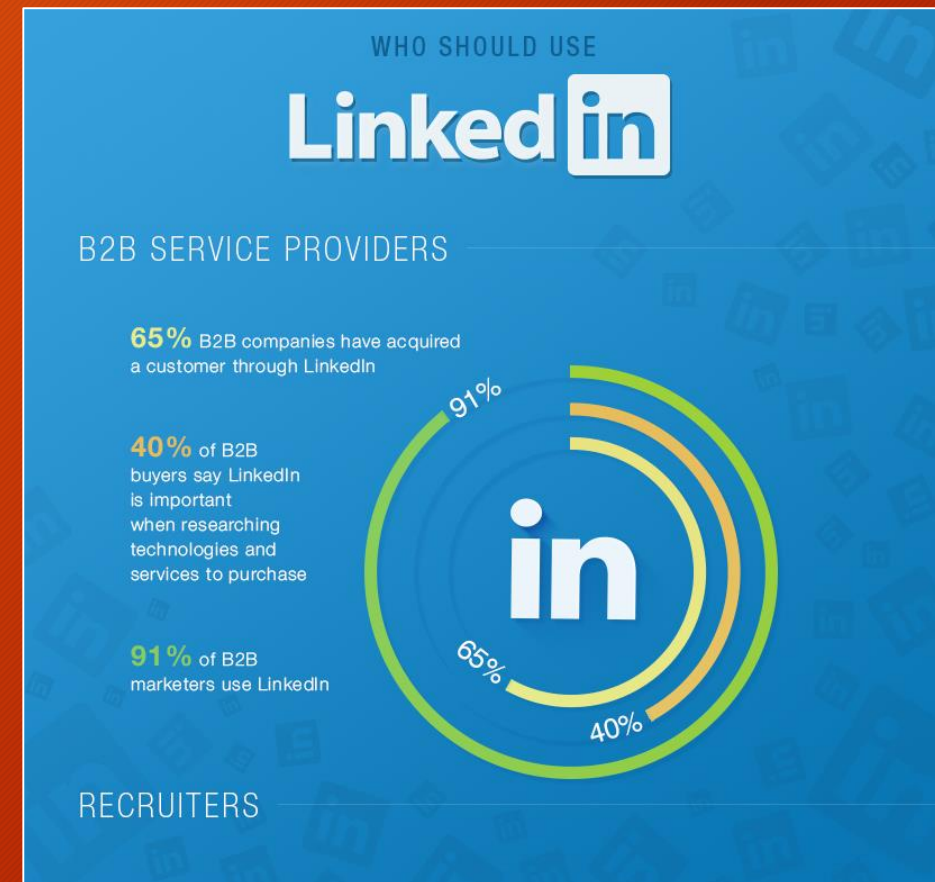 WHO SHOULD USE
Linked in
B2B SERVICE PROVIDERS
65% B2B companies have acquired
a customer through LinkedIn
40% of B2B
buyers say LinkedIn
is important
when researching
technologies and
services to purchase
91% of B2B
marketers use LinkedIn
91%
in
65%
40%
RECRUITERS